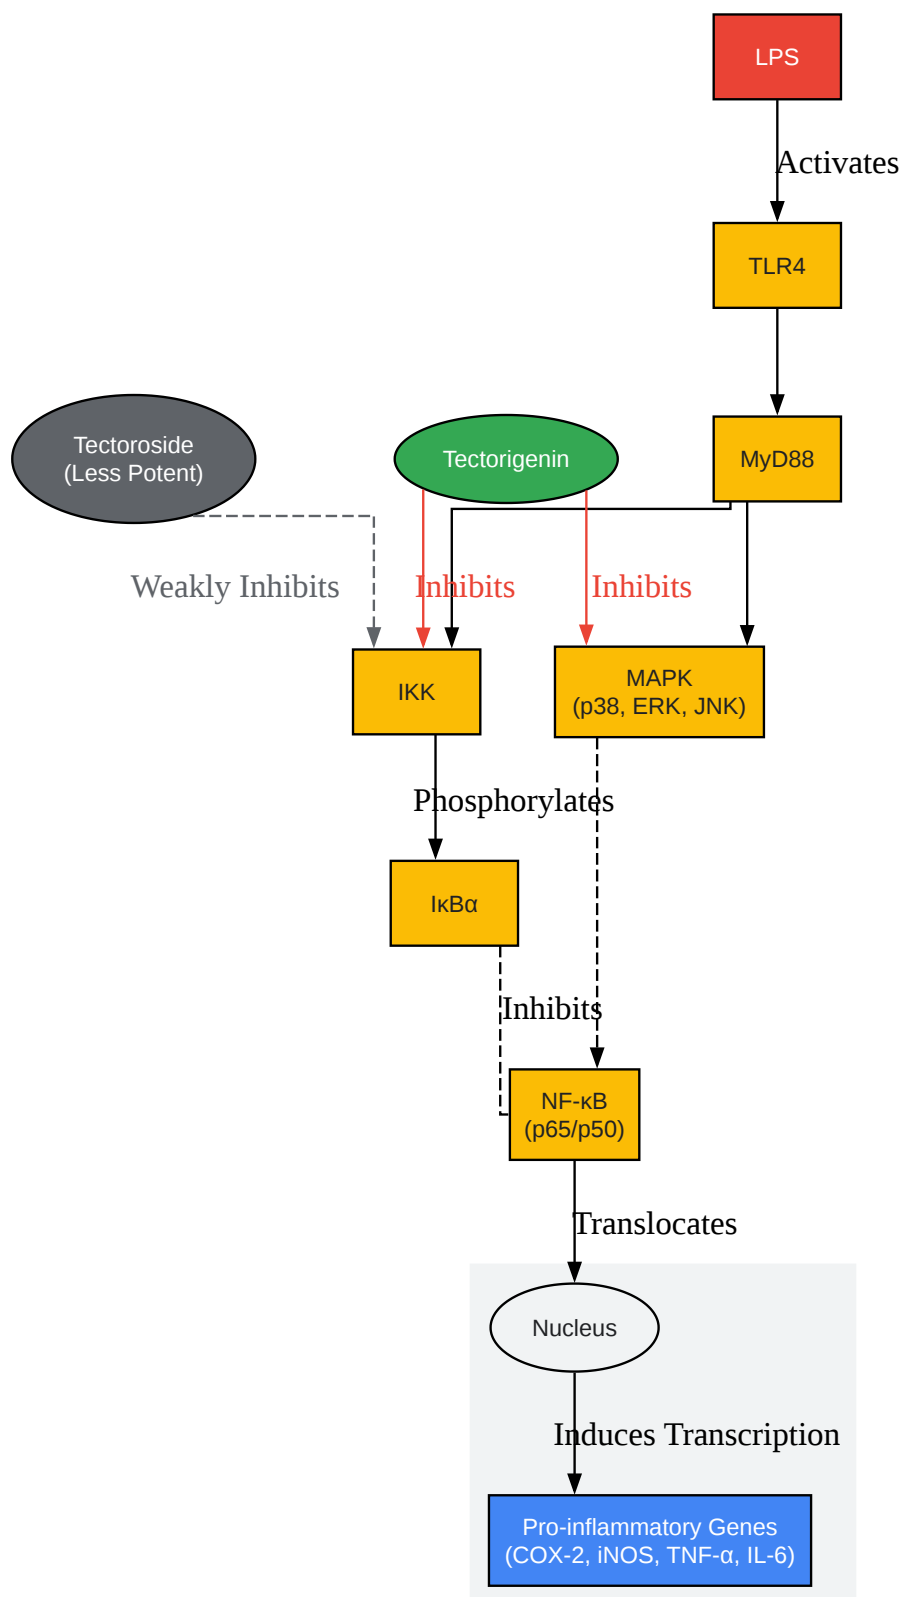 LPS
Activates
TLR4
Tectoroside
(Less Potent)
Tectorigenin
MyD88
Weakly Inhibits
Inhibits
Inhibits
IKK
MAPK
(p38, ERK, JNK)
Phosphorylates
IκBα
Inhibits
NF-κB
(p65/p50)
Translocates
Nucleus
Induces Transcription
Pro-inflammatory Genes
(COX-2, iNOS, TNF-α, IL-6)